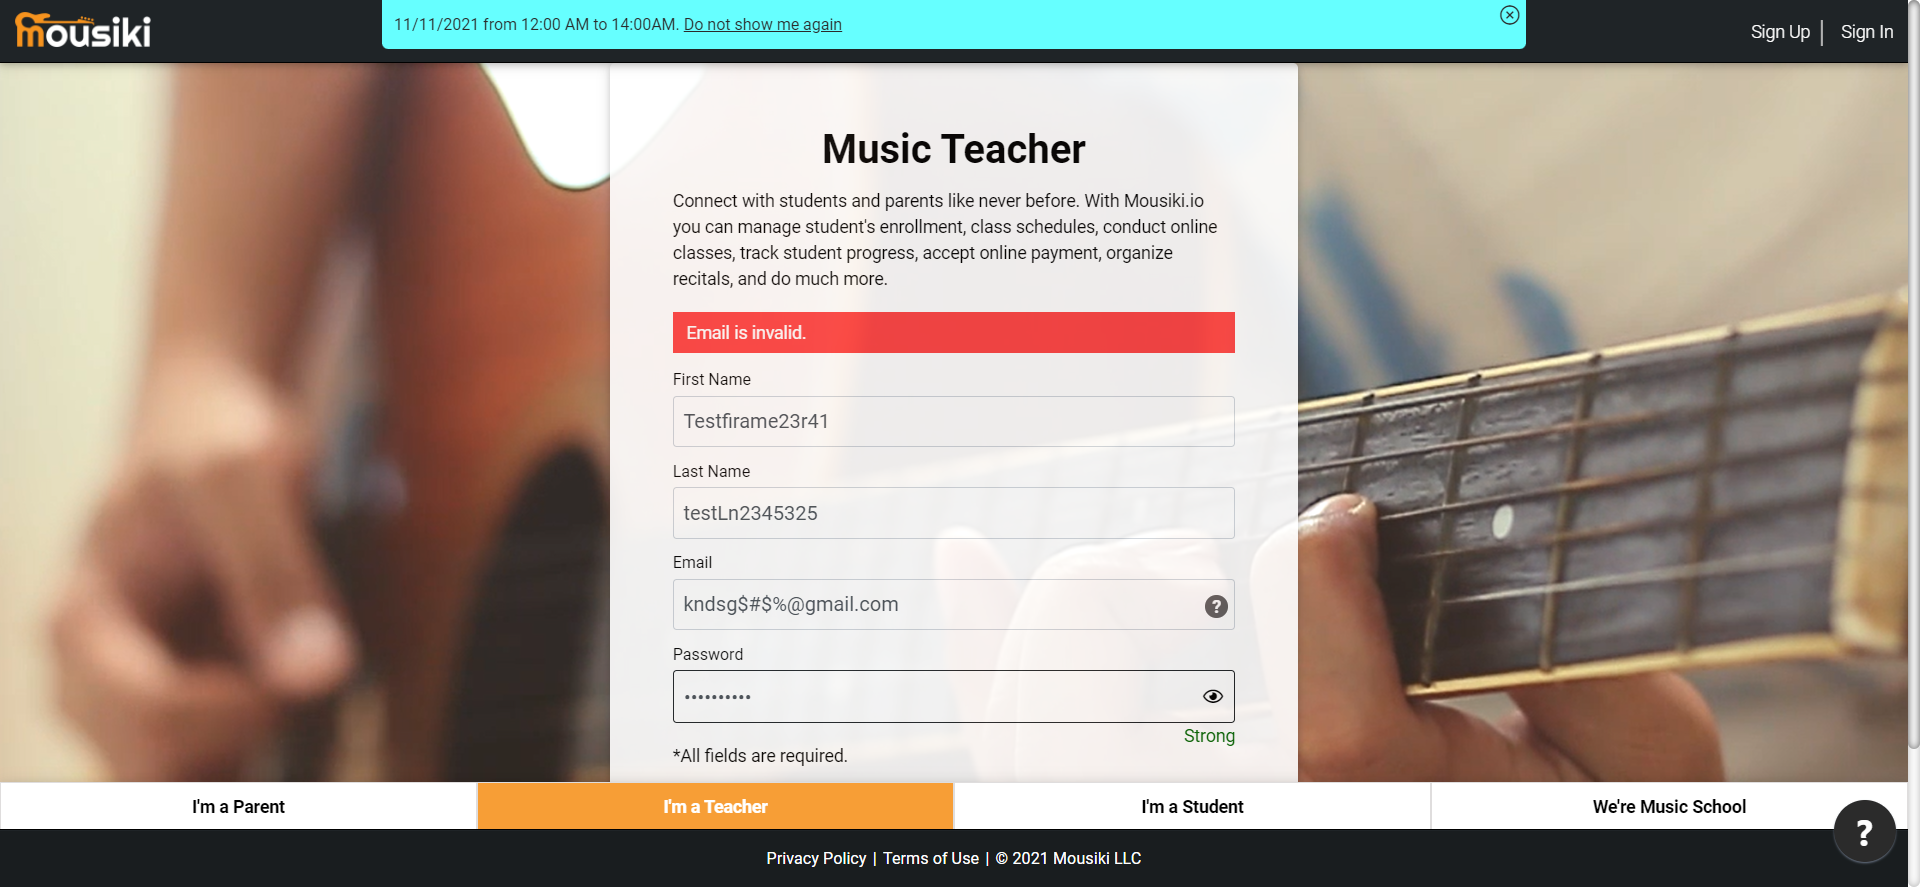 mousiki
11/11/2021 from 12:00 AM to 14:00AM. Do not show me again
Sign Up | Sign In
Music Teacher
Connect with students and parents like never before. With Mousiki.io
you can manage student's enrollment, class schedules, conduct online
classes, track student progress, accept online payment, organize
recitals, and do much more.
Email is invalid.
First Name
Testfirame23r41
Last Name
testLn2345325
Email
kndsg$#$%@gmail.com
?
Password
••••••••••
Strong
*All fields are required.
I'm a Parent
I'm a Teacher
I'm a Student
We're Music School
?
Privacy Policy | Terms of Use | © 2021 Mousiki LLC